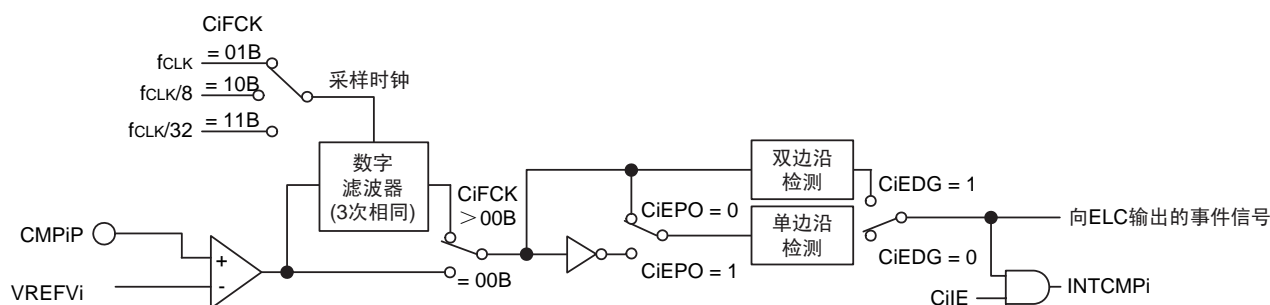 CiFCK
fCLK = 01B
fCLK/8 = 10B
fCLK/32 = 11B
采样时钟
数字
滤波器
(3次相同)
CiFCK
＞00B
= 00B
CMPiP
VREFVi
+
-
CiEPO = 0
CiEPO = 1
双边沿
检测
单边沿
检测
CiEDG = 1
CiEDG = 0
向ELC输出的事件信号
CiIE
INTCMPi